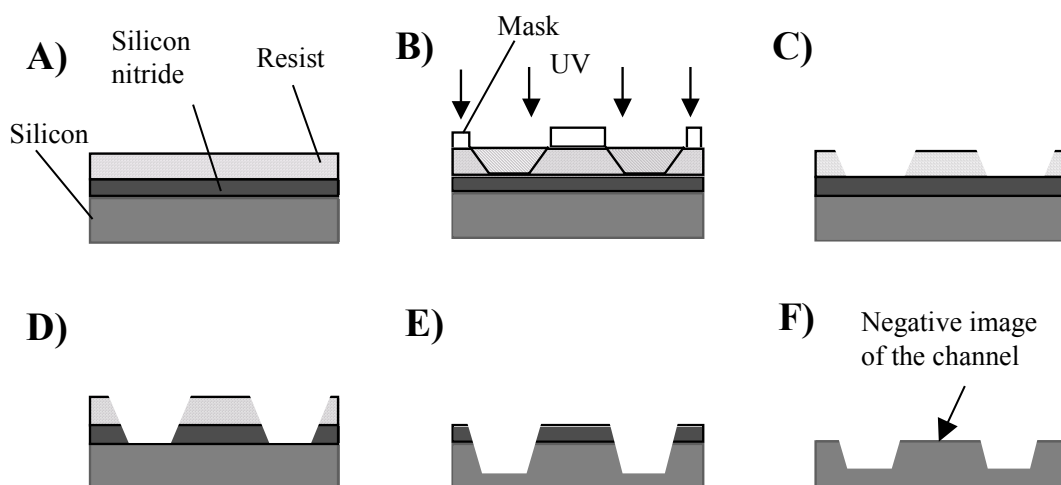 A)
Silicon
nitride
Resist
Silicon
B)
Mask
UV
C)
D)
E)
F)
Negative image
of the channel